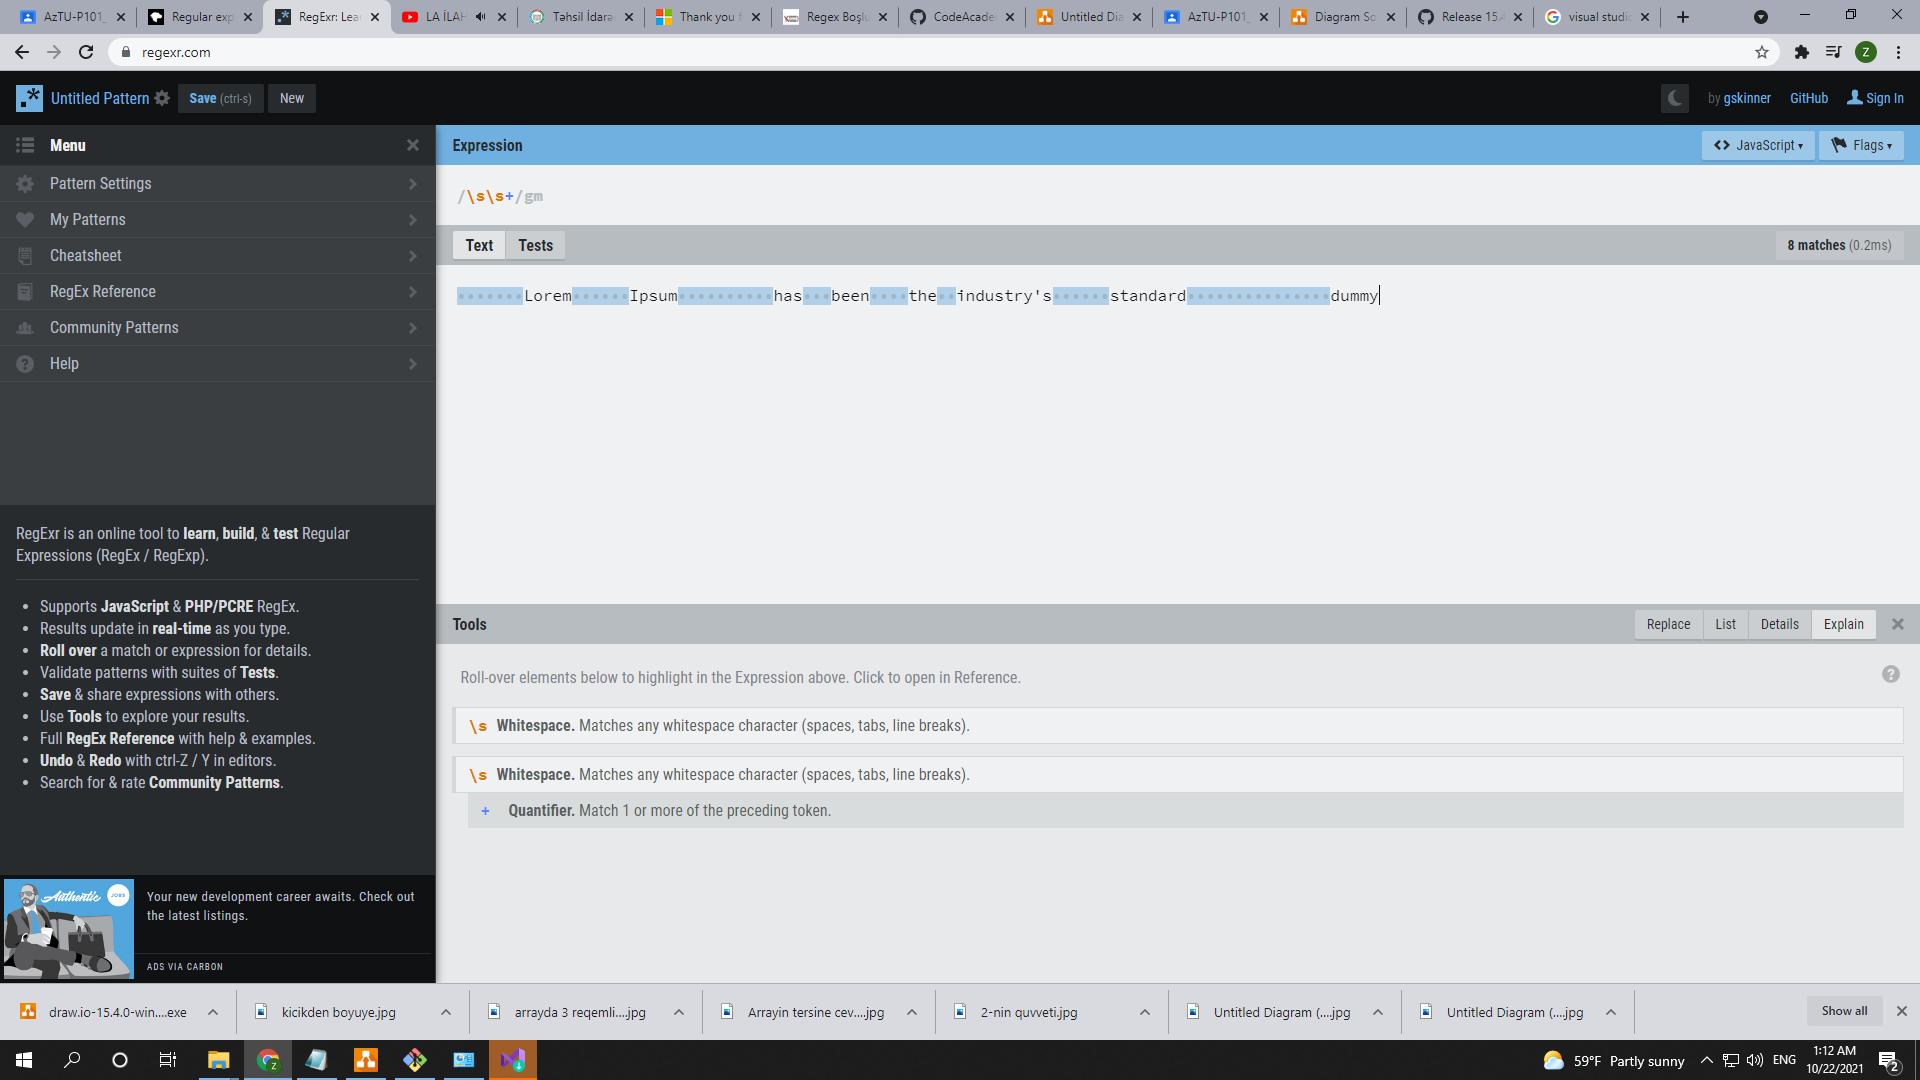 AzTU-P101_
Regular exp
RegExr: Lea
LA İLAH
Təhsil İdarə
Thank you f
Regex Boşlu
CodeAcade
Untitled Dia
AzTU-P101_
Diagram So
Release 15.4
visual studio
regexr.com
Z
Untitled Pattern
Save (ctrl-s)
New
by gskinner
GitHub
Sign In
Menu
Pattern Settings
My Patterns
Cheatsheet
RegEx Reference
Community Patterns
Help
Expression
JavaScript
Flags
/\s\s+/gm
Text
Tests
8 matches (0.2ms)
Lorem Ipsum has been the industry's standard dummy
RegExr is an online tool to learn, build, & test Regular
Expressions (RegEx / RegExp).
• Supports JavaScript & PHP/PCRE RegEx.
• Results update in real-time as you type.
• Roll over a match or expression for details.
• Validate patterns with suites of Tests.
• Save & share expressions with others.
• Use Tools to explore your results.
• Full RegEx Reference with help & examples.
• Undo & Redo with ctrl-Z / Y in editors.
• Search for & rate Community Patterns.
Tools
Replace
List
Details
Explain
Roll-over elements below to highlight in the Expression above. Click to open in Reference.
\s Whitespace. Matches any whitespace character (spaces, tabs, line breaks).
\s Whitespace. Matches any whitespace character (spaces, tabs, line breaks).
+ Quantifier. Match 1 or more of the preceding token.
Authentic
JOBS
Your new development career awaits. Check out
the latest listings.
ADS VIA CARBON
draw.io-15.4.0-win....exe
kicikden boyuye.jpg
arrayda 3 reqemli....jpg
Arrayin tersine cev....jpg
2-nin quvveti.jpg
Untitled Diagram (....jpg
Untitled Diagram (....jpg
Show all
59°F Partly sunny
ENG
1:12 AM
10/22/2021
2